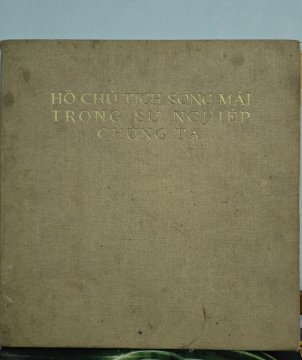 HỒ CHỦ TỊCH SỐNG MÃI
TRONG SỰ NGHIỆP
CHÚNG TA